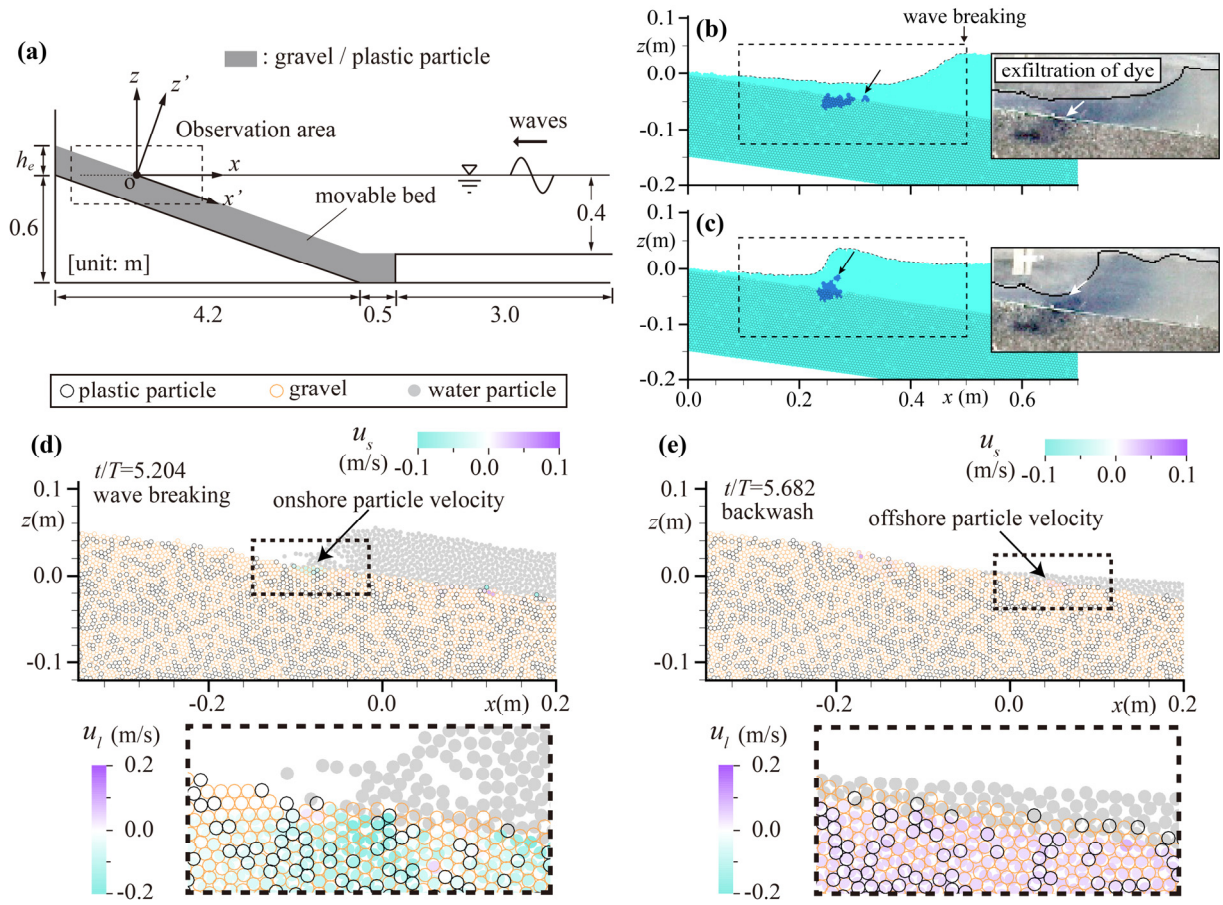 (a)
: gravel / plastic particle
z
z'
Observation area
waves
h_e
o
x
x'
movable bed
0.6
0.4
[unit: m]
4.2
0.5
3.0
(b)
wave breaking
0.1
z(m)
0.0
-0.1
-0.2
exfiltration of dye
(c)
0.1
z(m)
0.0
-0.1
-0.2
0.0
0.2
0.4
x (m)
0.6
plastic particle
gravel
water particle
(d)
u_s
(m/s)
-0.1
0.0
0.1
t/T=5.204
wave breaking
onshore particle velocity
0.1
z(m)
0.0
-0.1
-0.2
0.0
x(m)
0.2
u_l (m/s)
0.2
0.0
-0.2
(e)
u_s
(m/s)
-0.1
0.0
0.1
t/T=5.682
backwash
offshore particle velocity
0.1
z(m)
0.0
-0.1
-0.2
0.0
x(m)
0.2
u_l (m/s)
0.2
0.0
-0.2